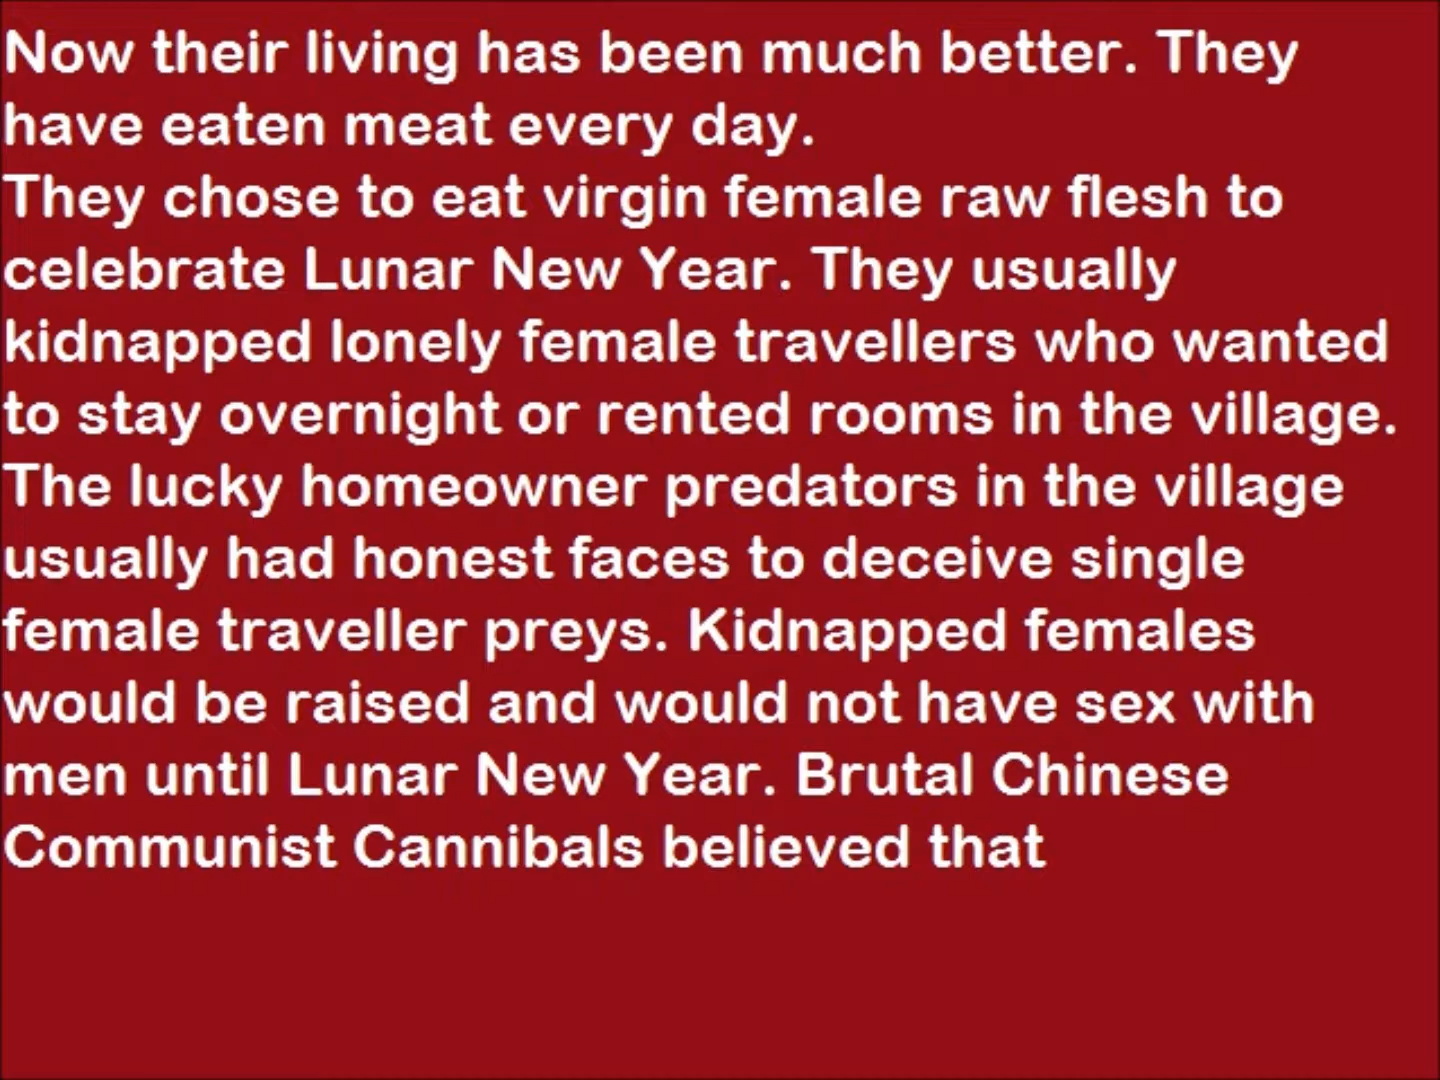 Now their living has been much better. They
have eaten meat every day.
They chose to eat virgin female raw flesh to
celebrate Lunar New Year. They usually
kidnapped lonely female travellers who wanted
to stay overnight or rented rooms in the village.
The lucky homeowner predators in the village
usually had honest faces to deceive single
female traveller preys. Kidnapped females
would be raised and would not have sex with
men until Lunar New Year. Brutal Chinese
Communist Cannibals believed that